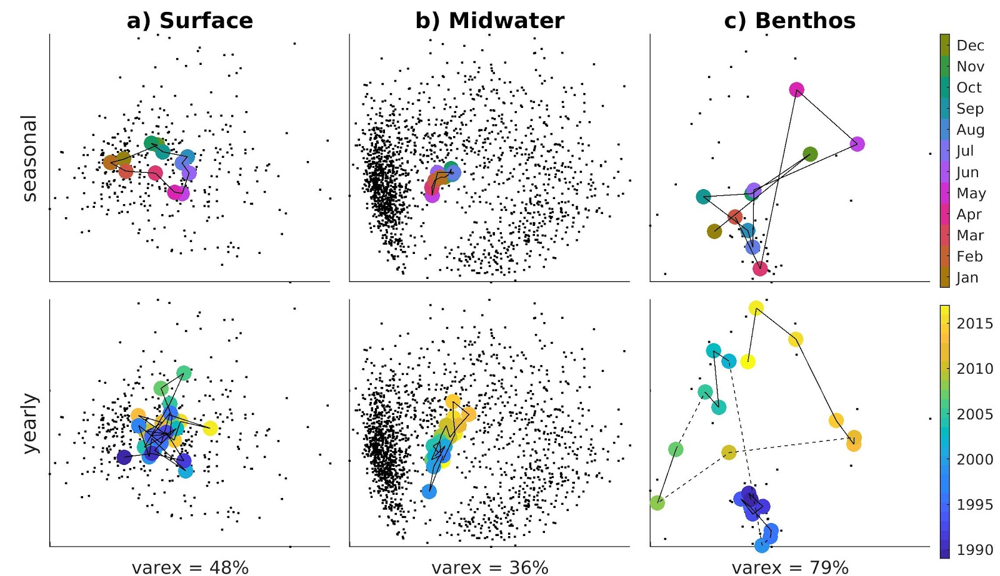 a) Surface
b) Midwater
c) Benthos
seasonal
Dec
Nov
Oct
Sep
Aug
Jul
Jun
May
Apr
Mar
Feb
Jan
yearly
2015
2010
2005
2000
1995
1990
varex = 48%
varex = 36%
varex = 79%